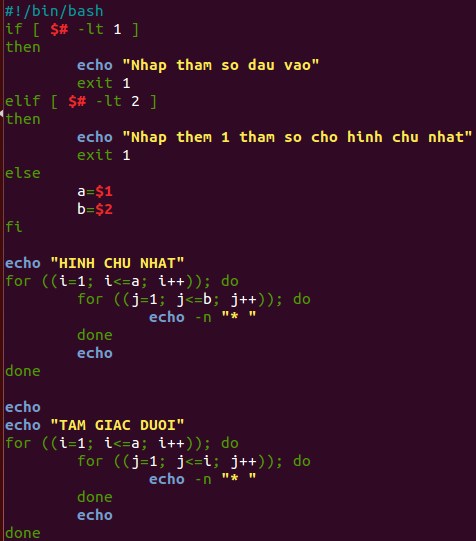 #!/bin/bash
if [ $# -lt 1 ]
then
        echo "Nhap tham so dau vao"
        exit 1
elif [ $# -lt 2 ]
then
        echo "Nhap them 1 tham so cho hinh chu nhat"
        exit 1
else
        a=$1
        b=$2
fi

echo "HINH CHU NHAT"
for ((i=1; i<=a; i++)); do
        for ((j=1; j<=b; j++)); do
                echo -n "* "
        done
        echo
done

echo
echo "TAM GIAC DUOI"
for ((i=1; i<=a; i++)); do
        for ((j=1; j<=i; j++)); do
                echo -n "* "
        done
        echo
done